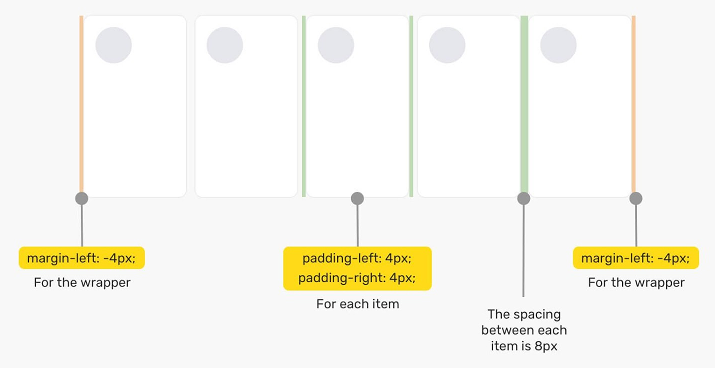 margin-left: -4px;
For the wrapper
padding-left: 4px;
padding-right: 4px;
For each item
The spacing
between each
item is 8px
margin-left: -4px;
For the wrapper